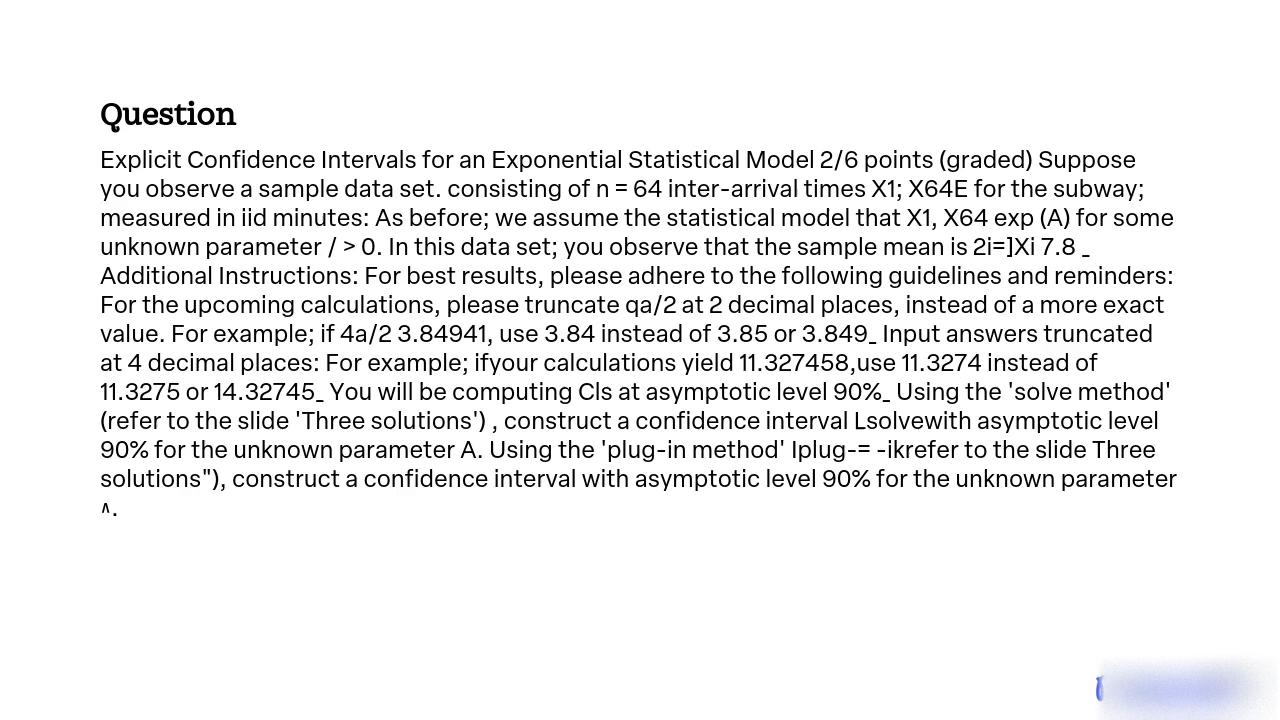 Question
Explicit Confidence Intervals for an Exponential Statistical Model 2/6 points (graded) Suppose
you observe a sample data set. consisting of n = 64 inter-arrival times X1; X64E for the subway;
measured in iid minutes: As before; we assume the statistical model that X1, X64 exp (A) for some
unknown parameter / > 0. In this data set; you observe that the sample mean is 2i=]Xi 7.8 _
Additional Instructions: For best results, please adhere to the following guidelines and reminders:
For the upcoming calculations, please truncate qa/2 at 2 decimal places, instead of a more exact
value. For example; if 4a/2 3.84941, use 3.84 instead of 3.85 or 3.849_ Input answers truncated
at 4 decimal places: For example; ifyour calculations yield 11.327458,use 11.3274 instead of
11.3275 or 14.32745_ You will be computing Cls at asymptotic level 90%_ Using the 'solve method'
(refer to the slide 'Three solutions') , construct a confidence interval Lsolvewith asymptotic level
90% for the unknown parameter A. Using the 'plug-in method' Iplug-= -ikrefer to the slide Three
solutions"), construct a confidence interval with asymptotic level 90% for the unknown parameter
^.